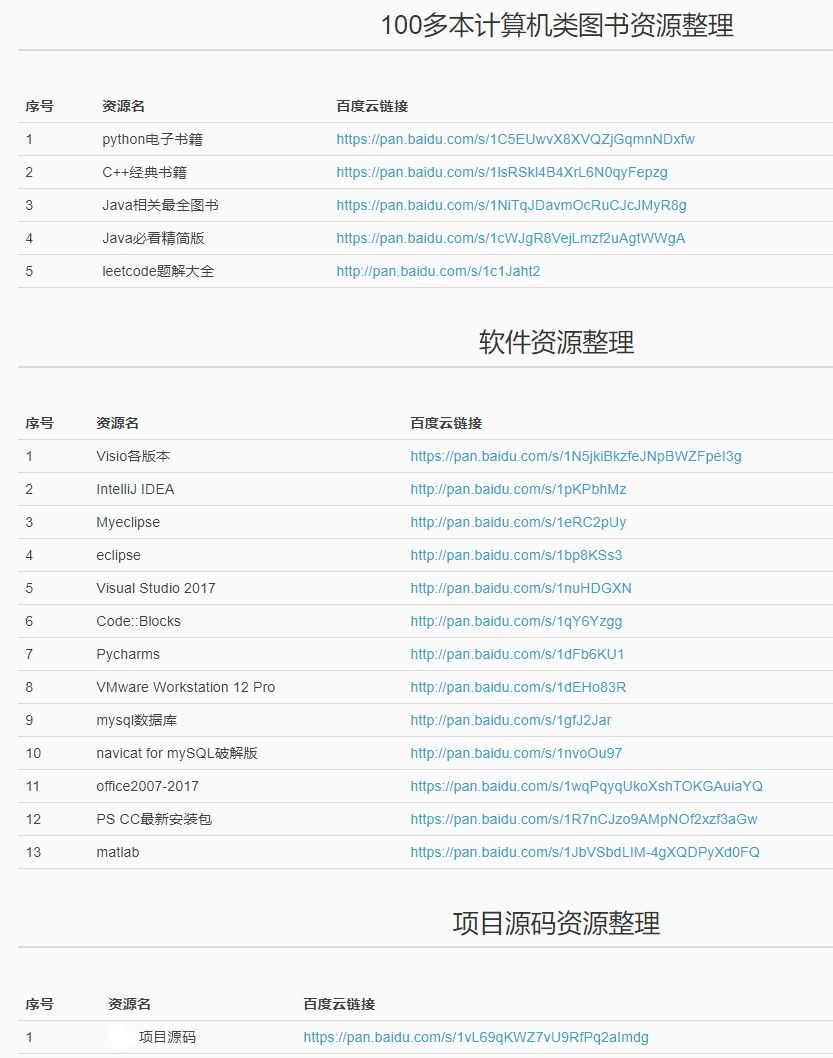 100多本计算机类图书资源整理
序号 资源名 百度云链接
1 python电子书籍 https://pan.baidu.com/s/1C5EUwvX8XVQZjGqmnNDxfw
2 C++经典书籍 https://pan.baidu.com/s/1lsRSkl4B4XrL6N0qyFepzg
3 Java相关最全图书 https://pan.baidu.com/s/1NiTqJDavmOcRuCJcJMyR8g
4 Java必看精简版 https://pan.baidu.com/s/1cWJgR8VejLmzf2uAgtWWgA
5 leetcode题解大全 http://pan.baidu.com/s/1c1Jaht2
软件资源整理
序号 资源名 百度云链接
1 Visio各版本 https://pan.baidu.com/s/1N5jkiBkzfeJNpBWZFpeI3g
2 IntelliJ IDEA http://pan.baidu.com/s/1pKPbhMz
3 Myeclipse http://pan.baidu.com/s/1eRC2pUy
4 eclipse http://pan.baidu.com/s/1bp8KSs3
5 Visual Studio 2017 http://pan.baidu.com/s/1nuHDGXN
6 Code::Blocks http://pan.baidu.com/s/1qY6Yzgg
7 Pycharms http://pan.baidu.com/s/1dFb6KU1
8 VMware Workstation 12 Pro http://pan.baidu.com/s/1dEHo83R
9 mysql数据库 http://pan.baidu.com/s/1gfJ2Jar
10 navicat for mySQL破解版 http://pan.baidu.com/s/1nvoOu97
11 office2007-2017 https://pan.baidu.com/s/1wqPqyqUkoXshTOKGAuiaYQ
12 PS CC最新安装包 https://pan.baidu.com/s/1R7nCJzo9AMpNOf2xzf3aGw
13 matlab https://pan.baidu.com/s/1JbVSbdLIM-4gXQDPyXd0FQ
项目源码资源整理
序号 资源名 百度云链接
1 项目源码 https://pan.baidu.com/s/1vL69qKWZ7vU9RfPq2aImdg